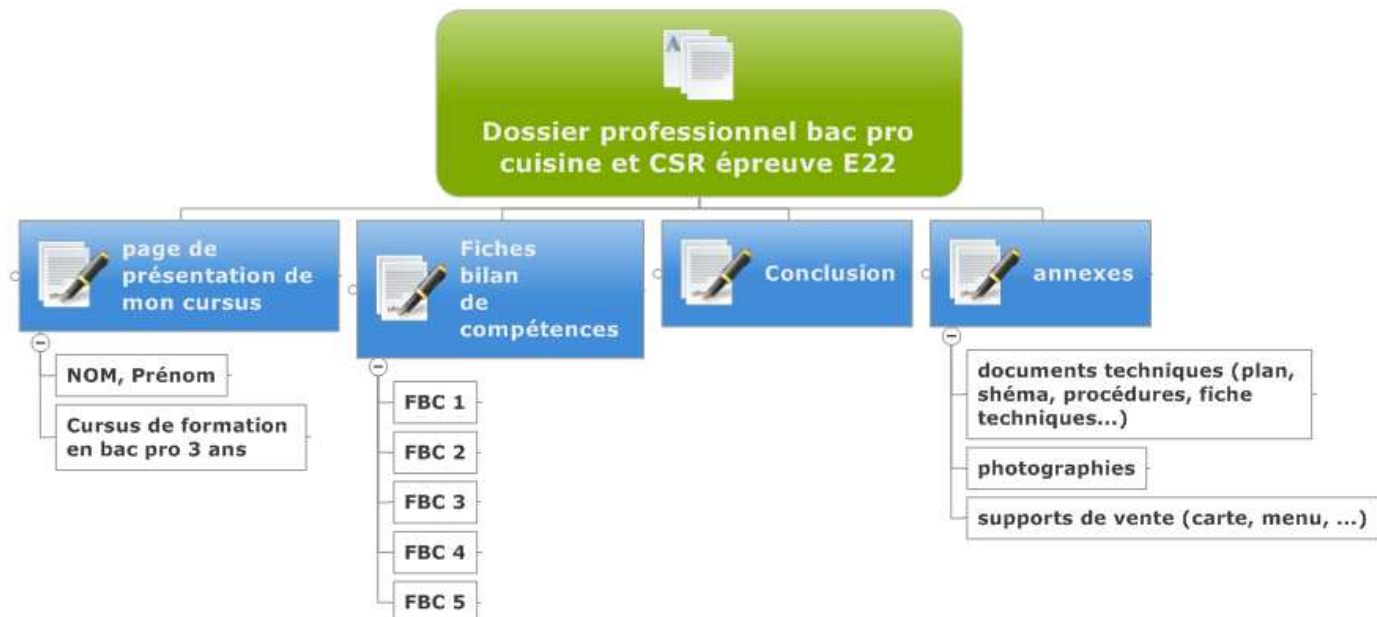 Dossier professionnel bac pro
cuisine et CSR épreuve E22
page de
présentation de
mon cursus
NOM, Prénom
Cursus de formation
en bac pro 3 ans
Fiches
bilan
de
compétences
FBC 1
FBC 2
FBC 3
FBC 4
FBC 5
Conclusion
annexes
documents techniques (plan,
shéma, procédures, fiche
techniques...)
photographies
supports de vente (carte, menu, ...)